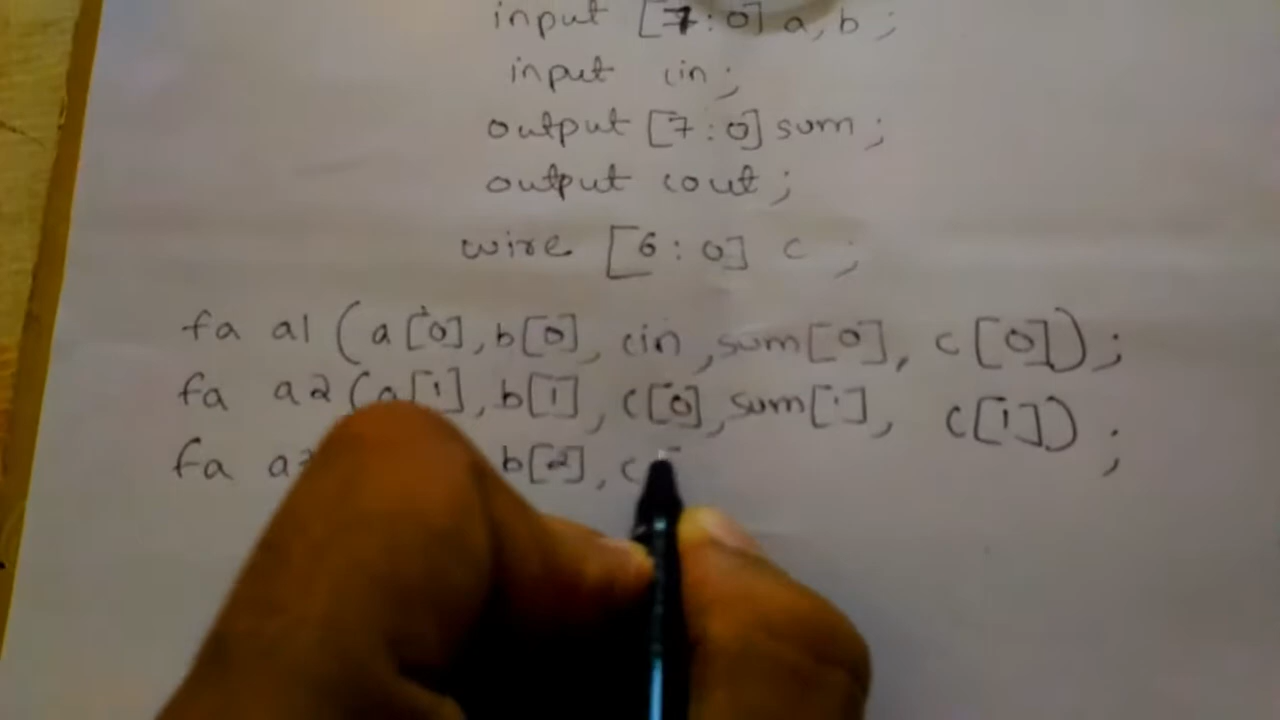 input [7:0] a, b ;
input cin;
output [7:0] sum ;
output cout ;
wire [6:0] c ;
fa a1 (a[0], b[0], cin, sum[0], c[0]);
fa a2 (a[1], b[1], c[0], sum[1], c[1]);
fa b[2], c[